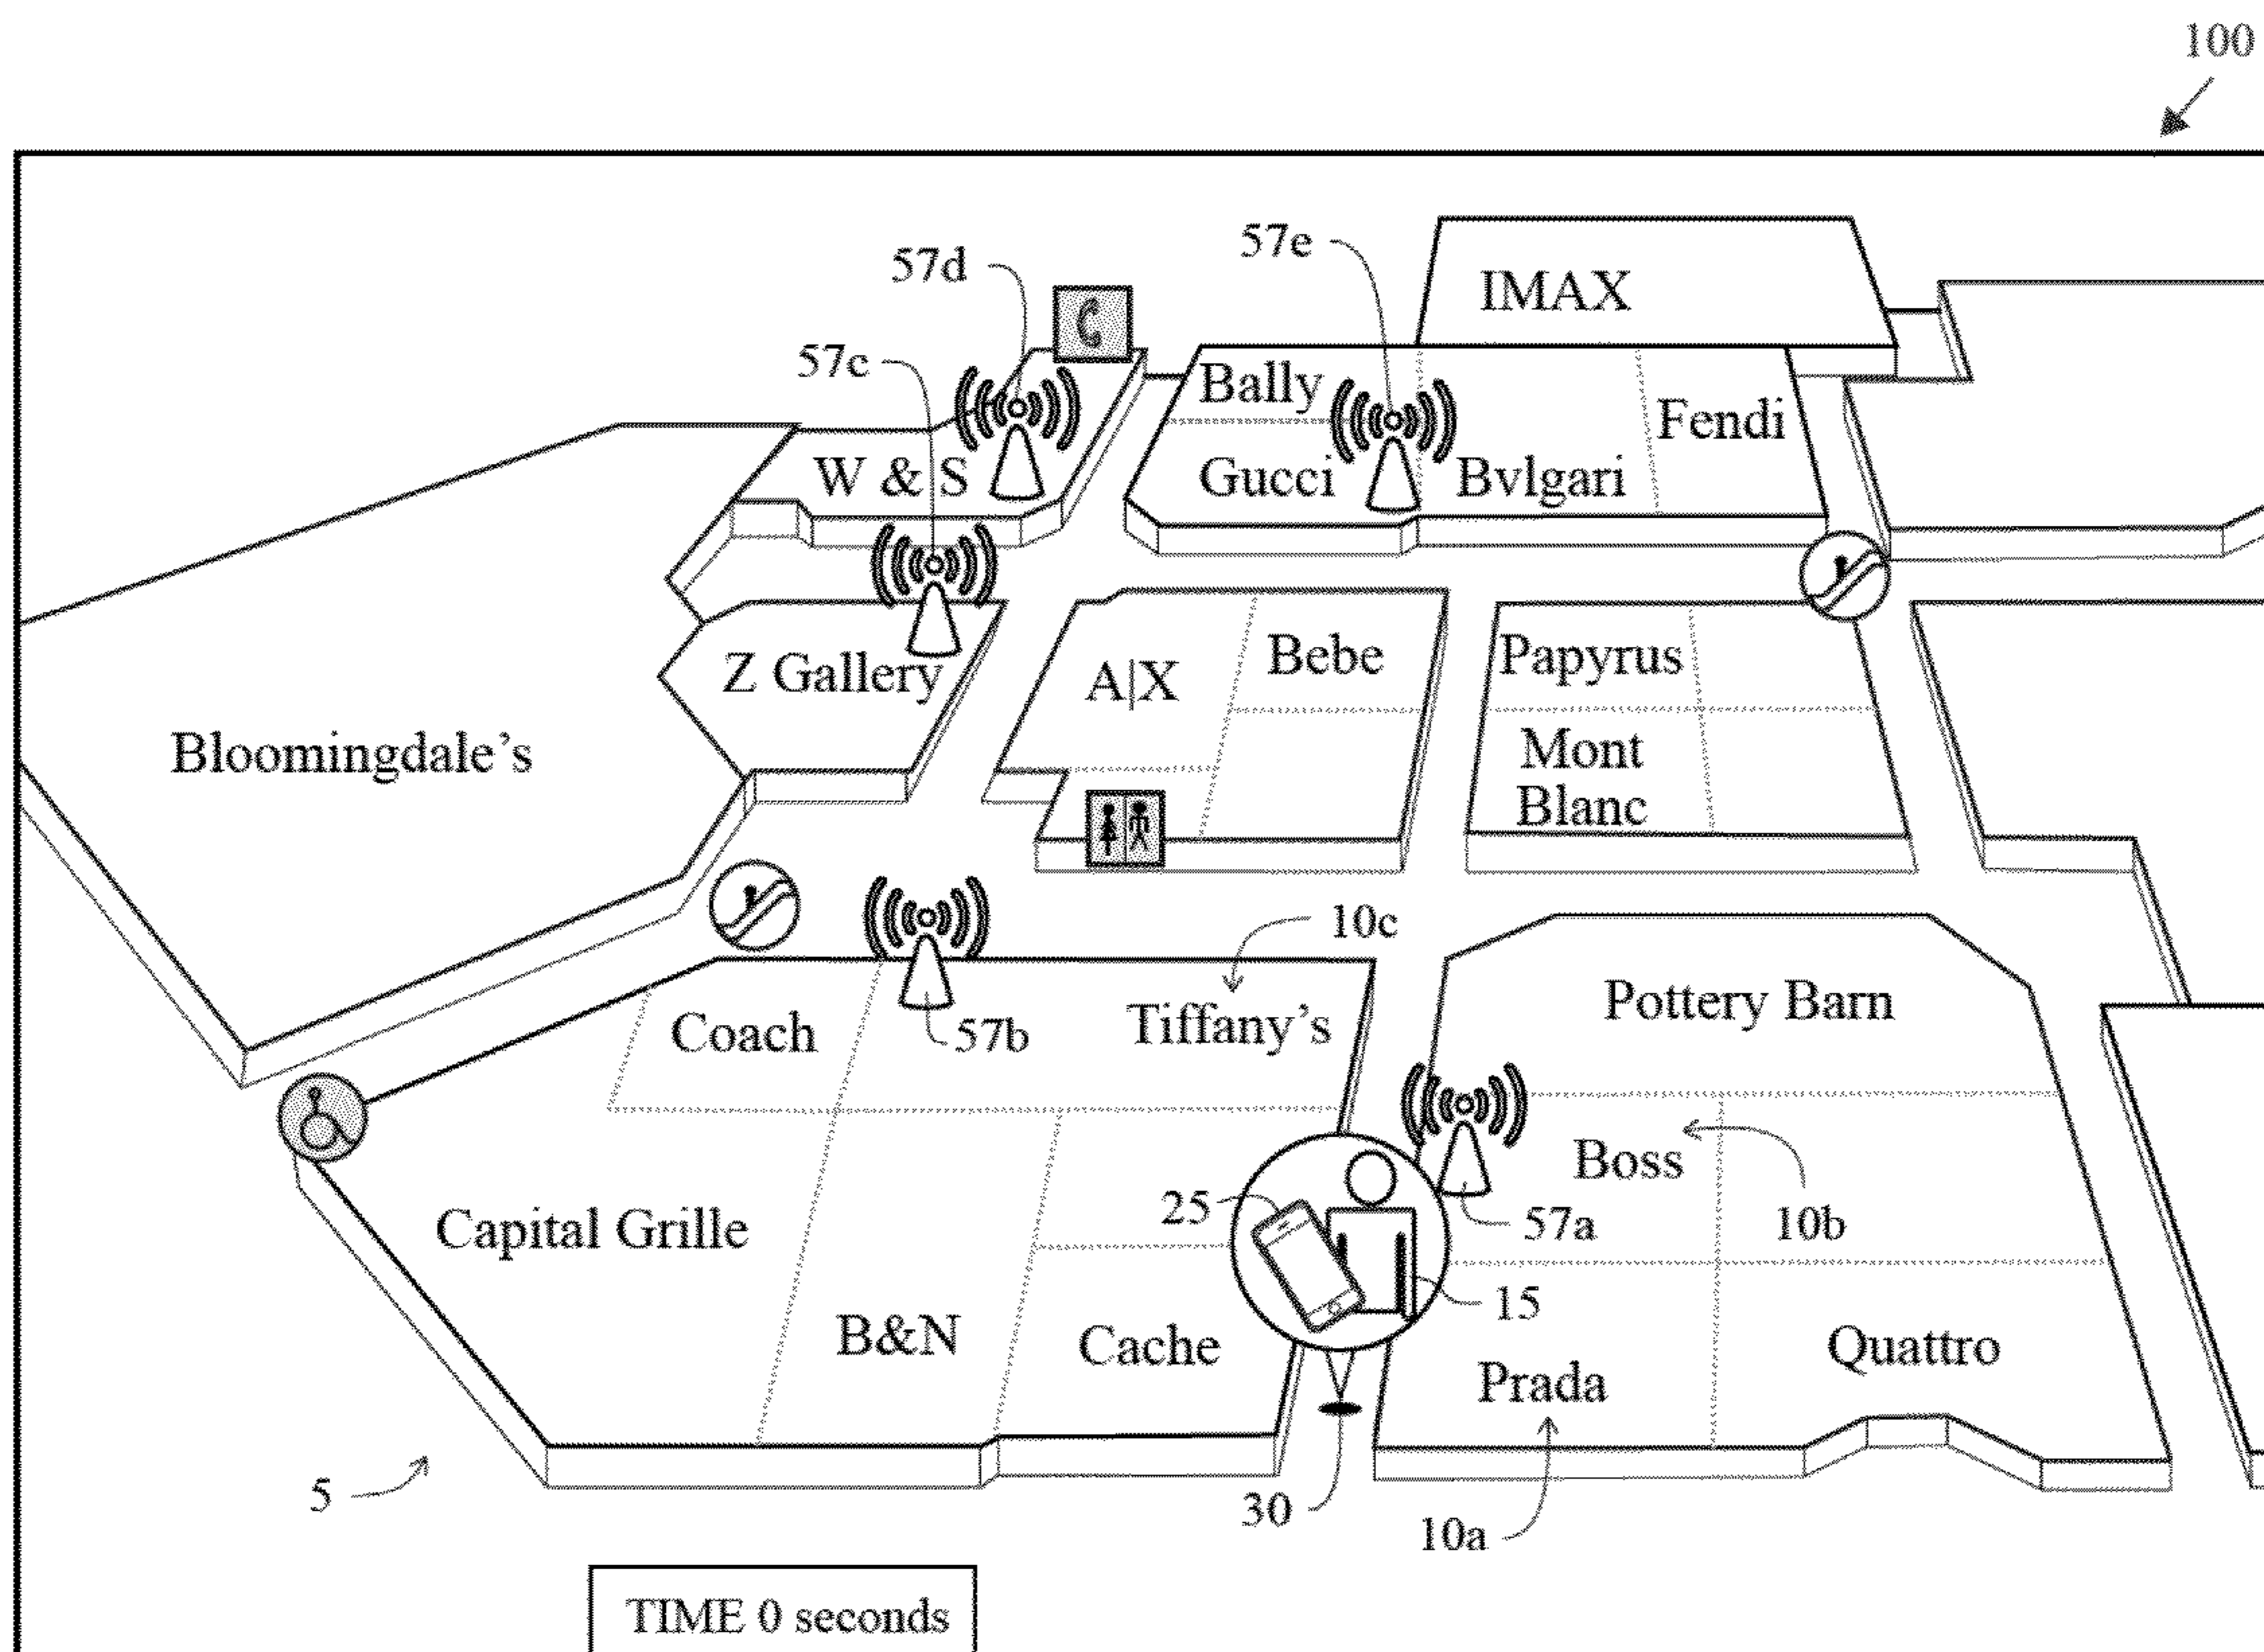 100
57d
57e
IMAX
57c
Bally
Fendi
W & S
Gucci
Bvlgari
Z Gallery
A|X
Bebe
Papyrus
Bloomingdale's
Mont
Blanc
10c
Coach
57b
Tiffany's
Pottery Barn
Boss
25
57a
10b
Capital Grille
15
B&N
Cache
Quattro
Prada
5
30
10a
TIME 0 seconds